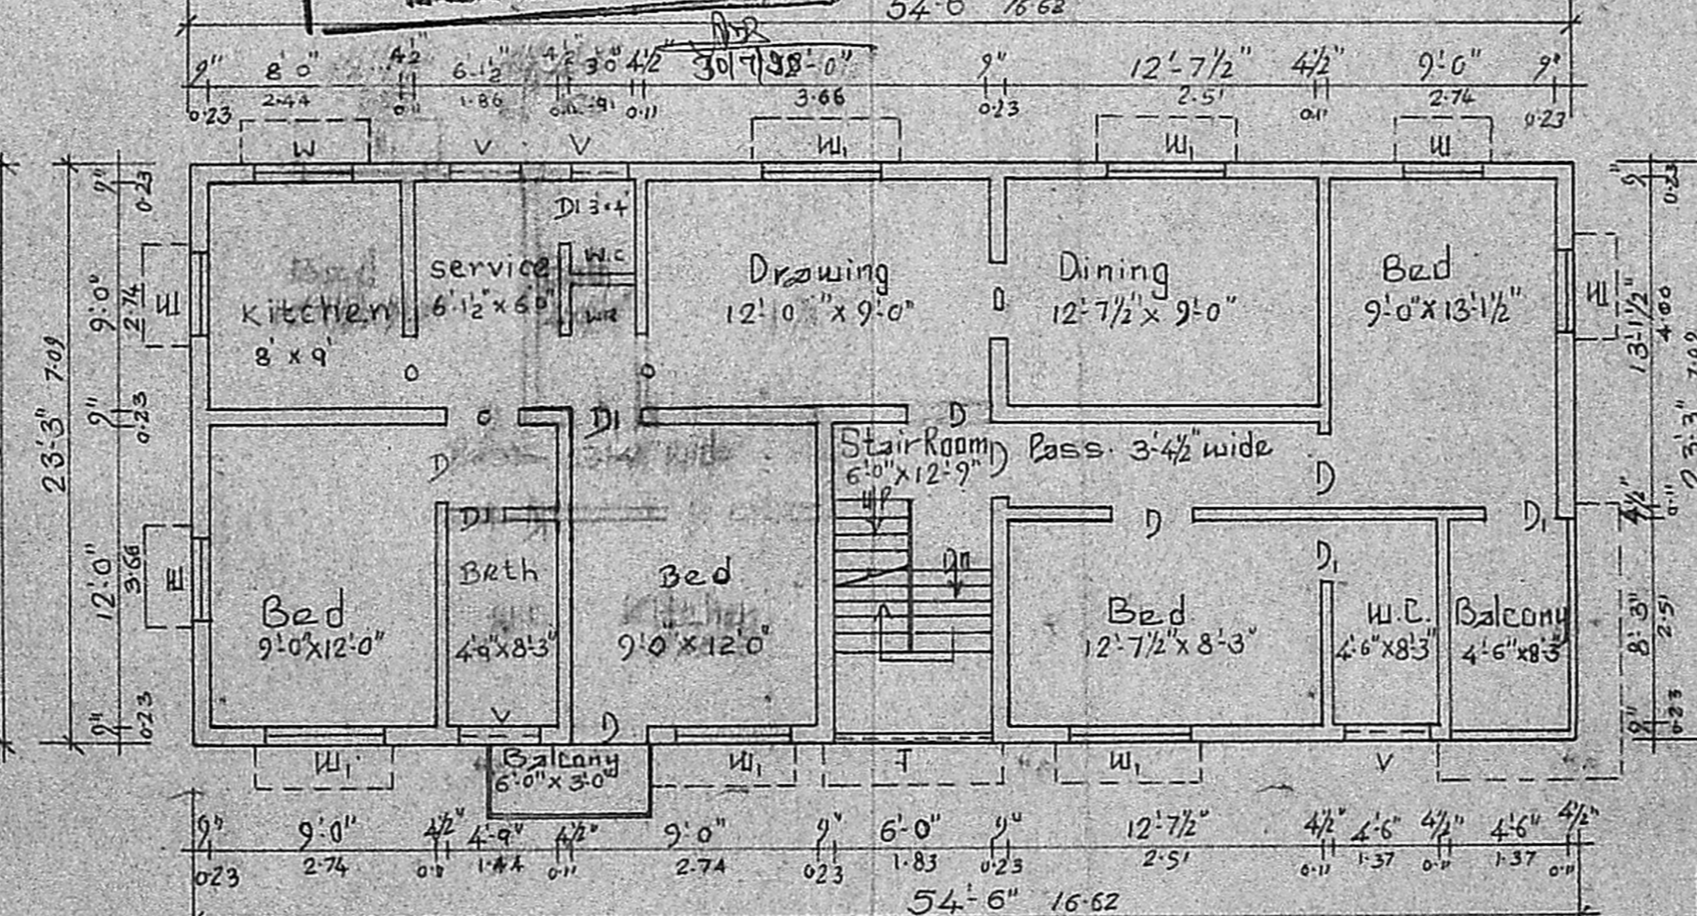 54'-6" 16·62
9" 8'0" 4½" 6'-1½" 4½" 3'0" 4½" 30/7/98 -0" 9" 12'-7½" 4½" 9'-0" 9"
0·23 2·44 0·11 1·86 0·11 ·91 0·11 3·66 0·23 2·51 0·11 2·74 0·23
W V V W1 W1 W
D1
W.C
service
6'-1½" x 6'0"
Kitchen
8' x 9'
Drawing
12'-0" x 9'-0"
Dining
12'-7½" x 9'-0"
Bed
9'-0" x 13'-1½"
W
W
9" 0·23
9'-0" 2·74
9" 0·23
23'-3" 7·09
12'-0" 3·66
9" 0·23
9" 0·23
13'-1½" 4·00
4½" 0·11
8'-3" 2·51
9" 0·23
O O O
D1 D
D
Stair Room
6'-0" x 12'-9"
D
Pass. 3'-4½" wide
D
UP
D1
D
D1
D1
Dn
Bed
9'-0" x 12'-0"
Bath
4'-9" x 8'-3"
Bed
9'-0" x 12'-0"
Bed
12'-7½" x 8'-3"
W.C.
4'-6" x 8'-3"
Balcony
4'-6" x 8'-3"
W
V D
W1
Balcony
6'-0" x 3'-0"
W1 J W1 V
9" 9'-0" 4½" 4'-9" 4½" 9'-0" 9" 6'-0" 9" 12'-7½" 4½" 4'-6" 4½" 4'-6" 4½"
0·23 2·74 0·11 1·44 0·11 2·74 0·23 1·83 0·23 2·51 0·11 1·37 0·11 1·37 0·11
54'-6" 16·62